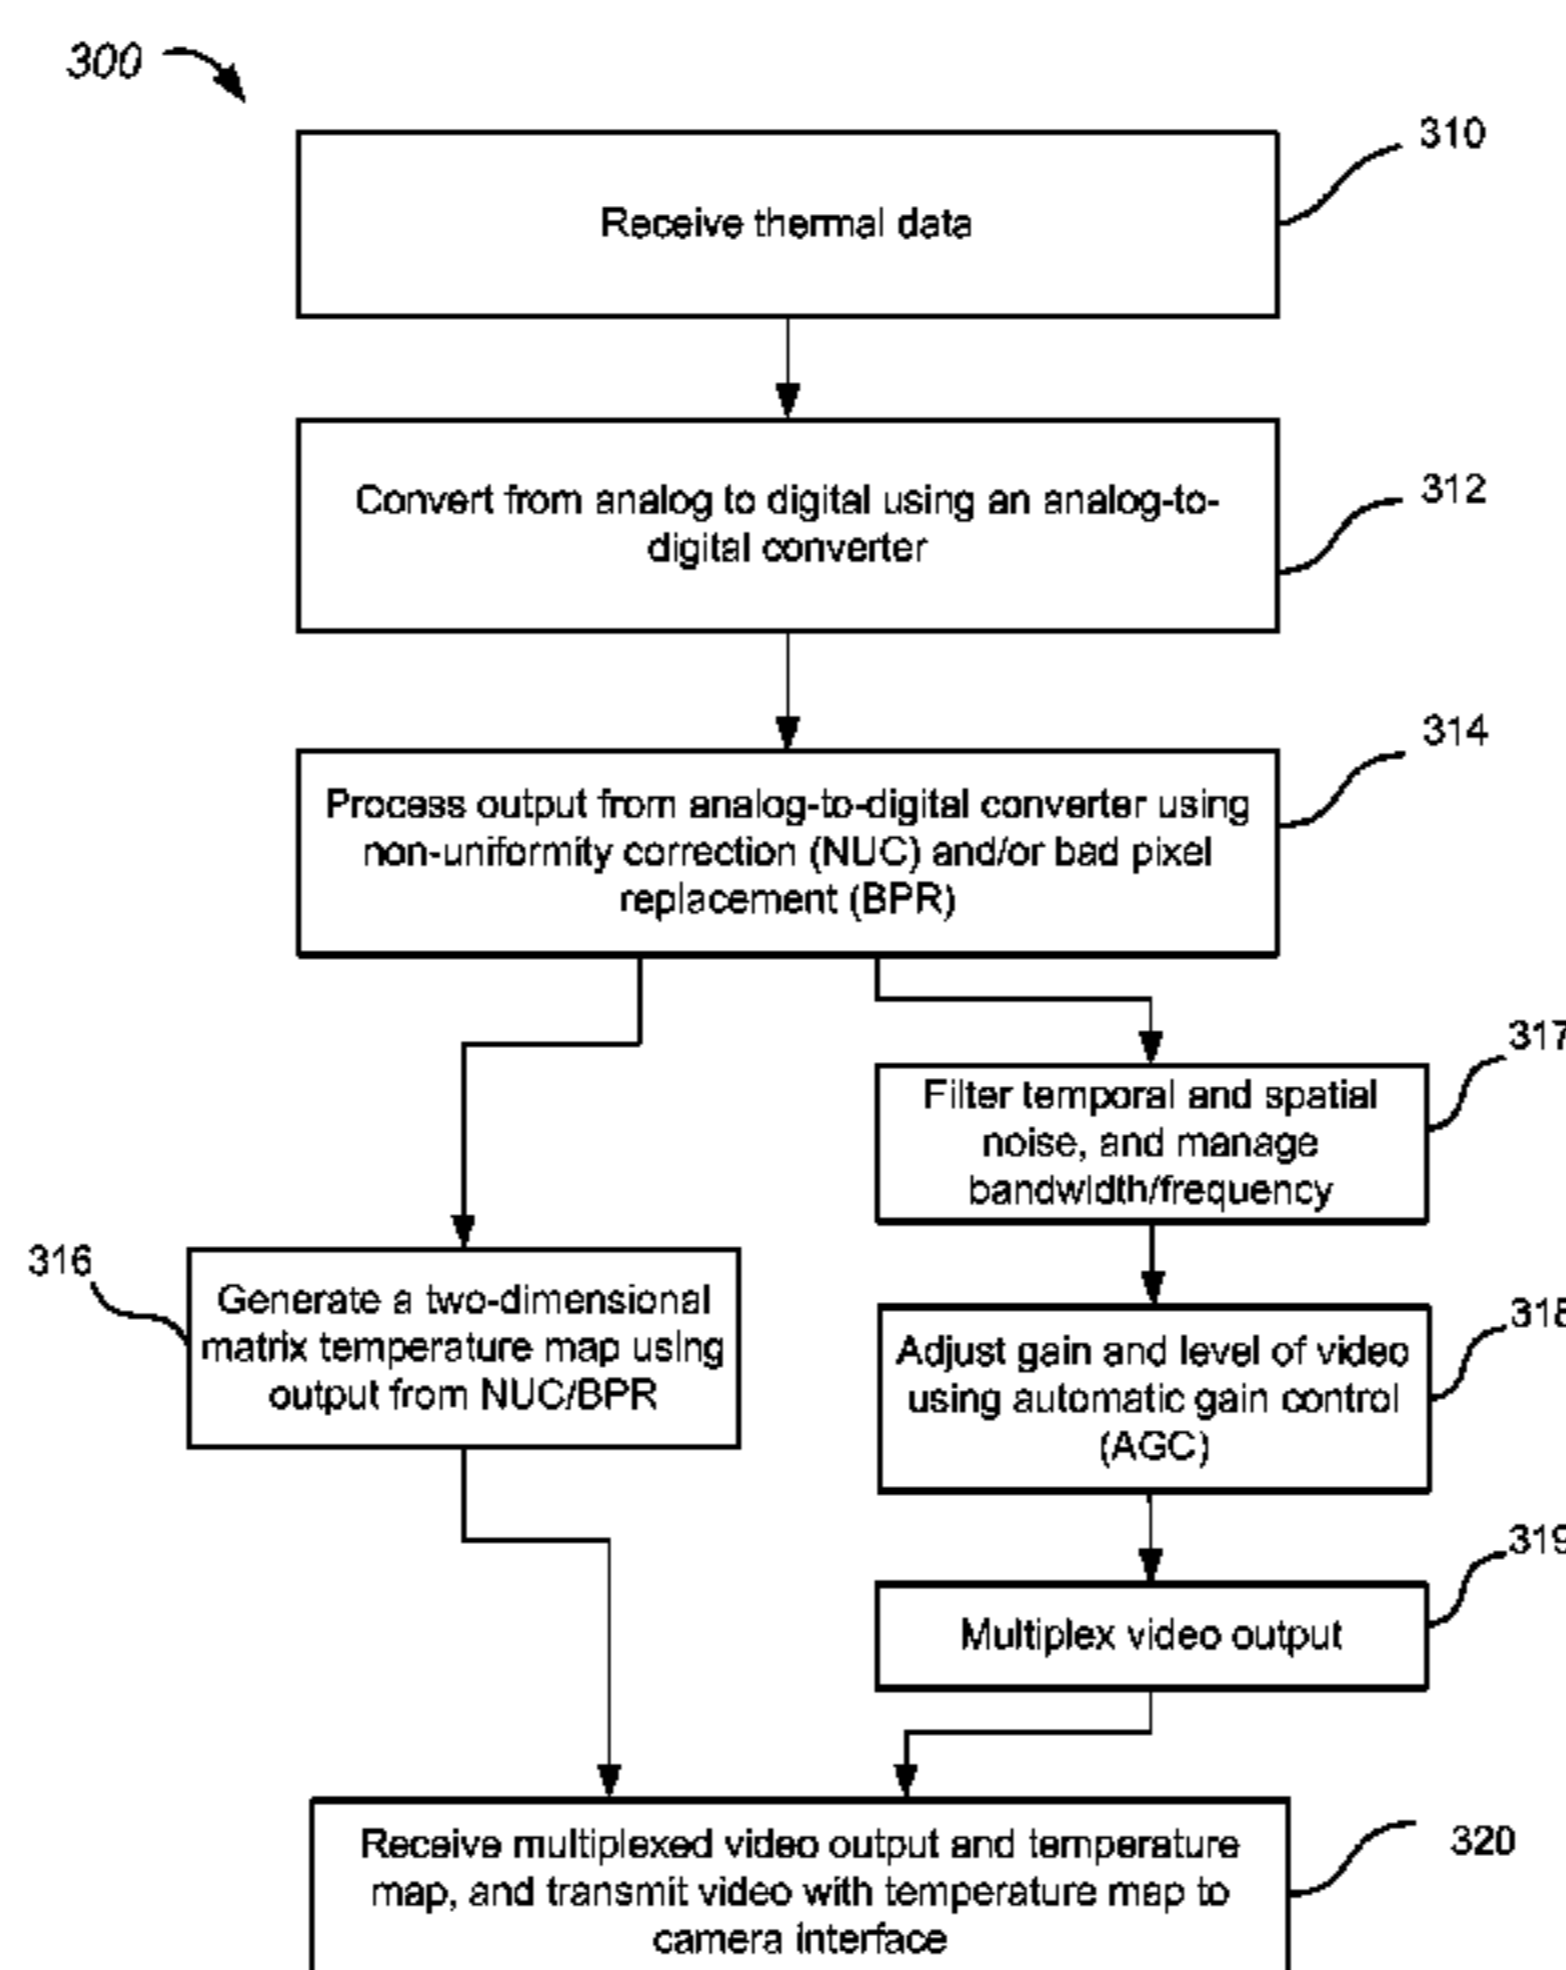 300
310
Receive thermal data
312
Convert from analog to digital using an analog-to-
digital converter
314
Process output from analog-to-digital converter using
non-uniformity correction (NUC) and/or bad pixel
replacement (BPR)
317
Filter temporal and spatial
noise, and manage
bandwidth/frequency
316
Generate a two-dimensional
matrix temperature map using
output from NUC/BPR
318
Adjust gain and level of video
using automatic gain control
(AGC)
319
Multiplex video output
320
Receive multiplexed video output and temperature
map, and transmit video with temperature map to
camera interface